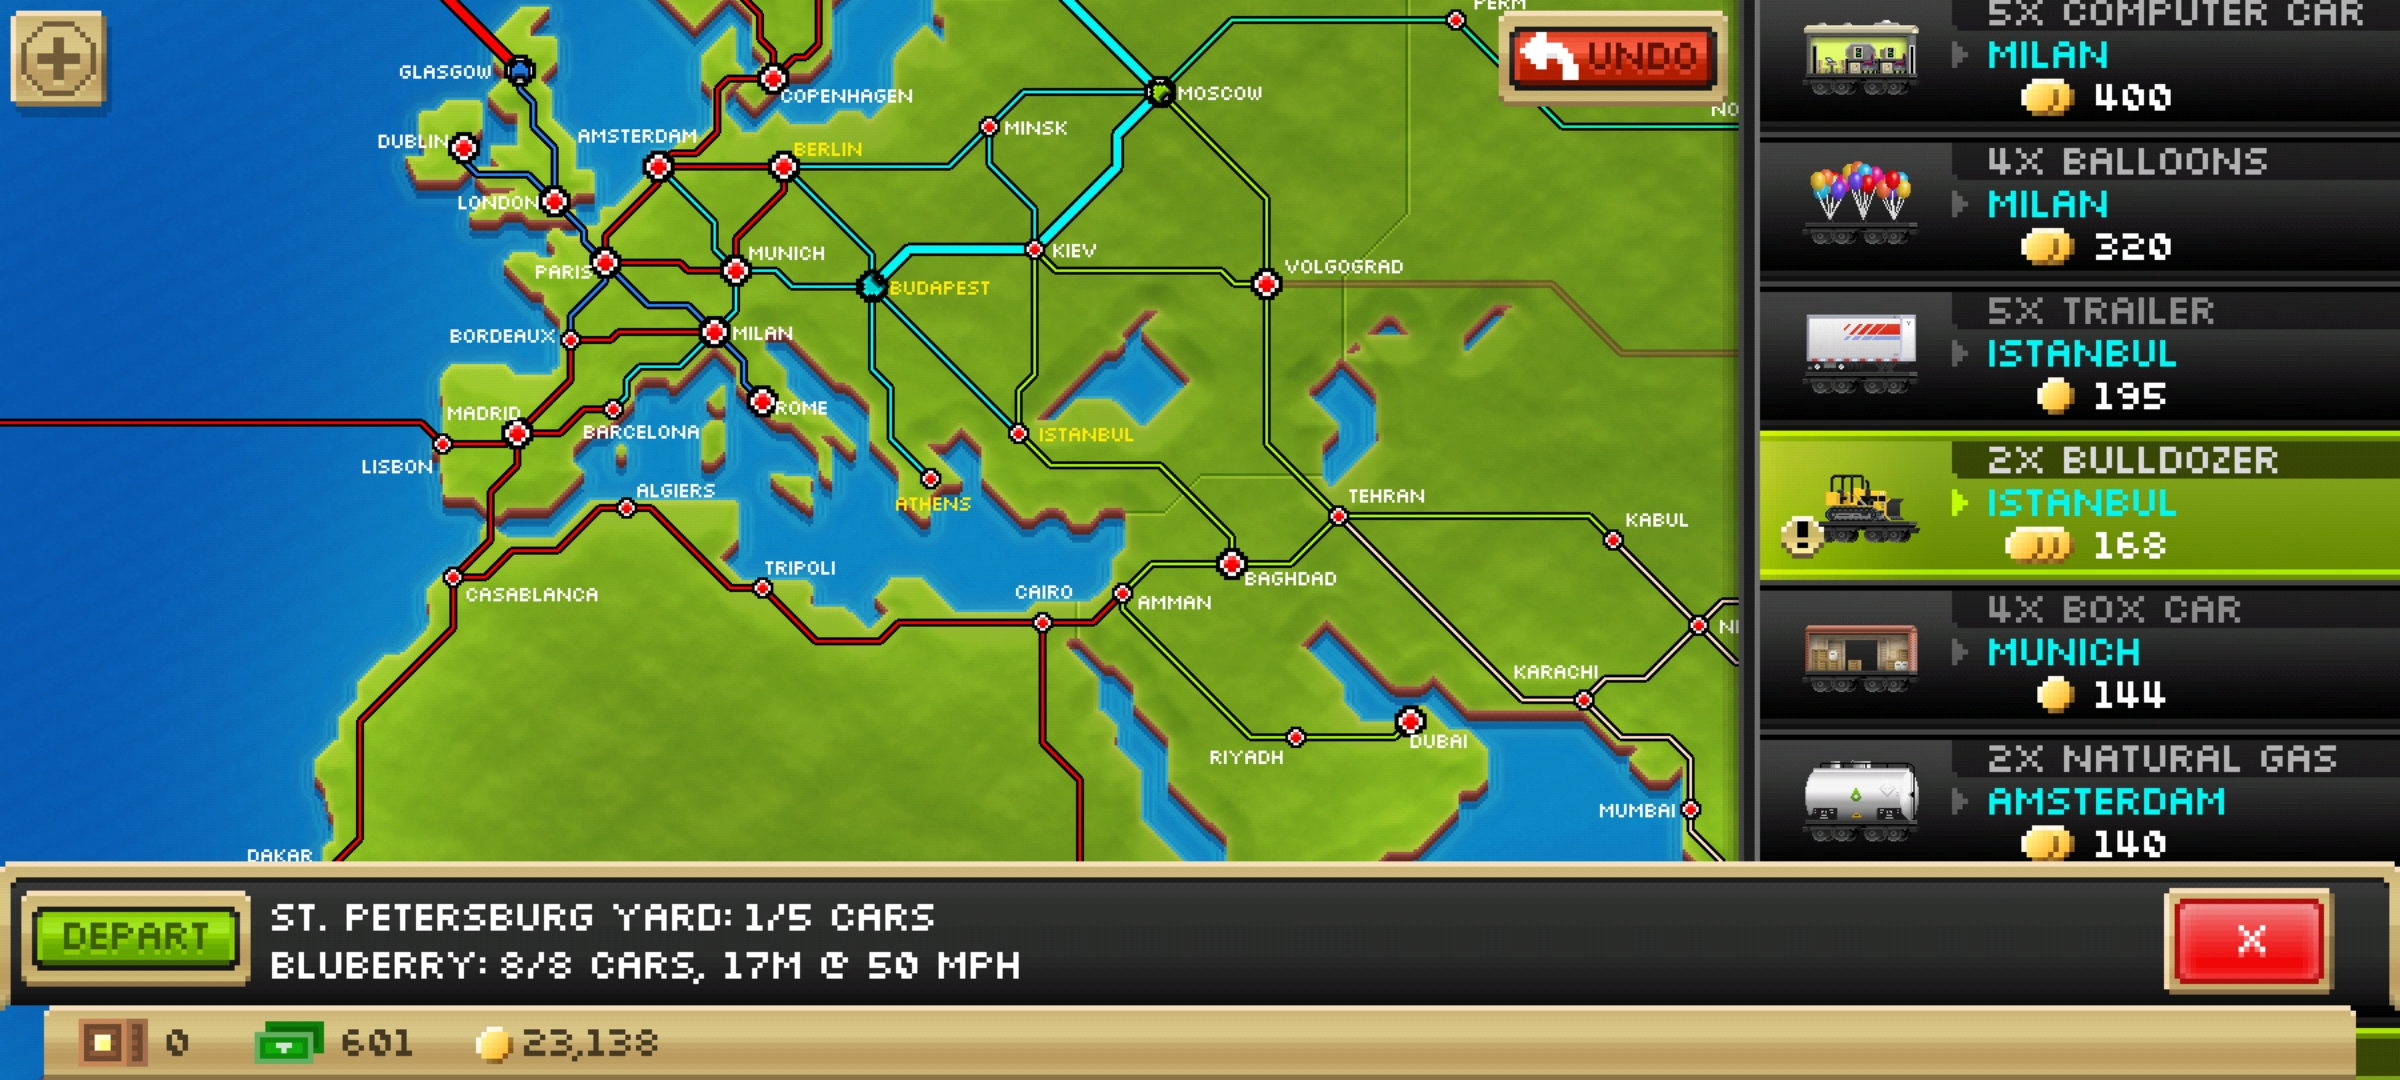 PERM
UNDO
GLASGOW
COPENHAGEN
MOSCOW
NO
DUBLIN
AMSTERDAM
BERLIN
MINSK
LONDON
PARIS
MUNICH
BUDAPEST
KIEV
VOLGOGRAD
BORDEAUX
MILAN
MADRID
BARCELONA
ROME
ISTANBUL
LISBON
ALGIERS
ATHENS
TEHRAN
KABUL
CASABLANCA
TRIPOLI
CAIRO
AMMAN
BAGHDAD
NI
KARACHI
RIYADH
DUBAI
MUMBAI
DAKAR
5X COMPUTER CAR
MILAN
400
4X BALLOONS
MILAN
320
5X TRAILER
ISTANBUL
195
2X BULLDOZER
ISTANBUL
168
4X BOX CAR
MUNICH
144
2X NATURAL GAS
AMSTERDAM
140
DEPART
ST. PETERSBURG YARD: 1/5 CARS
BLUBERRY: 8/8 CARS, 17M @ 50 MPH
X
0
601
23,138